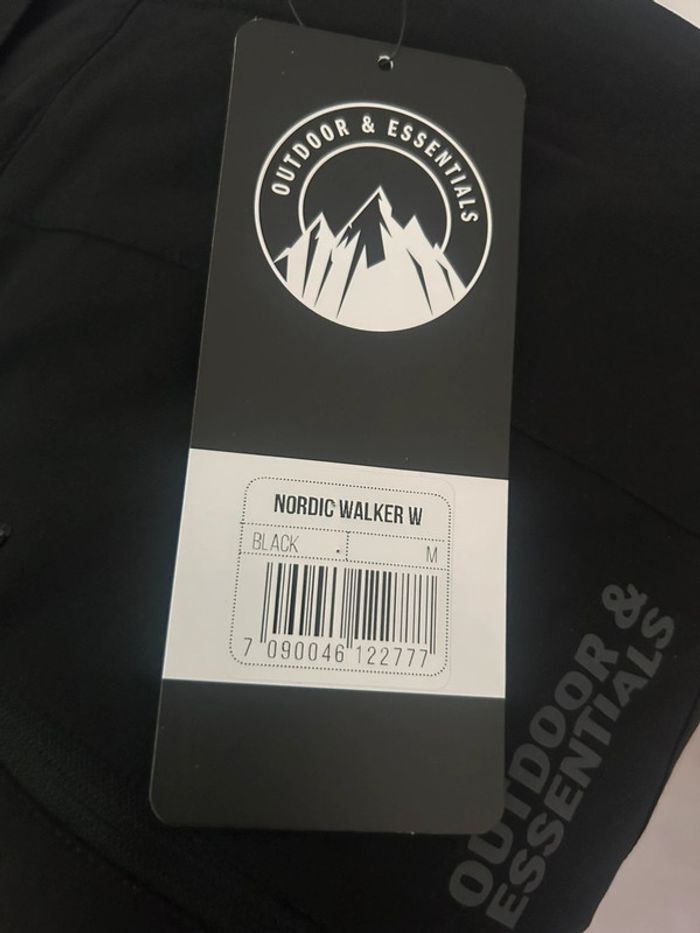 OUTDOOR & ESSENTIALS
NORDIC WALKER W
BLACK . M
7 090046 122777
OUTDOOR &
ESSENTIALS